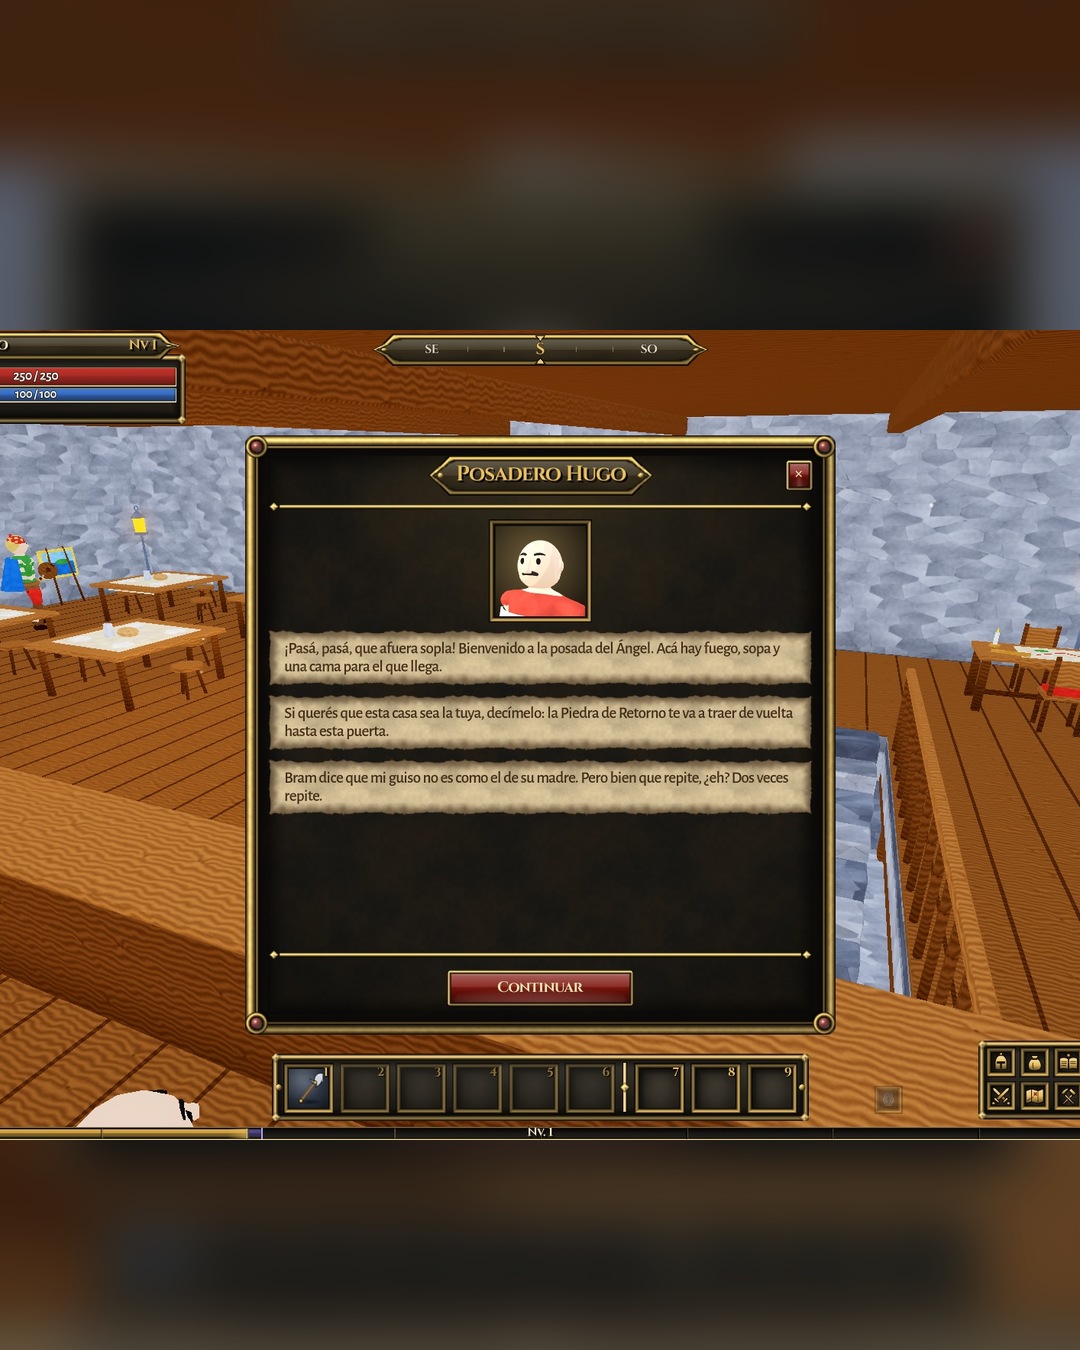 O
NV 1
250 / 250
100 / 100
SE
S
SO
POSADERO HUGO
×
¡Pasá, pasá, que afuera sopla! Bienvenido a la posada del Ángel. Acá hay fuego, sopa y
una cama para el que llega.
Si querés que esta casa sea la tuya, decímelo: la Piedra de Retorno te va a traer de vuelta
hasta esta puerta.
Bram dice que mi guiso no es como el de su madre. Pero bien que repite, ¿eh? Dos veces
repite.
CONTINUAR
1 2 3 4 5 6 7 8 9
NV. 1